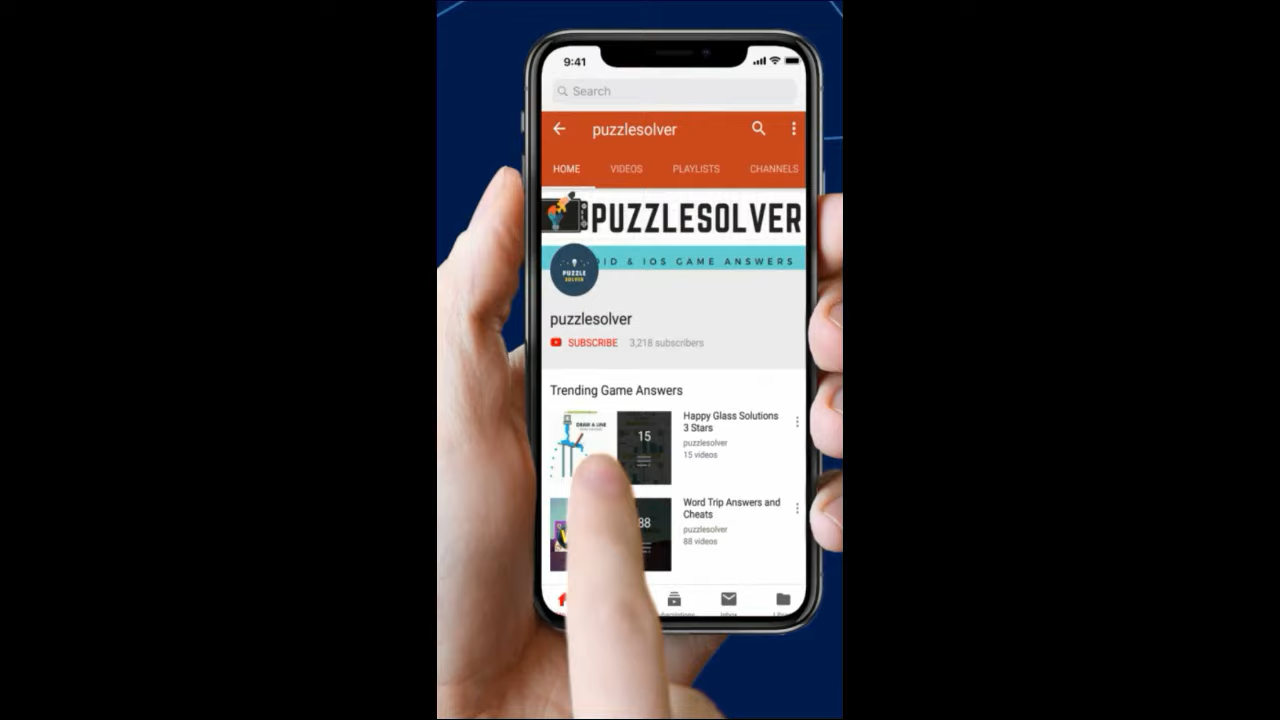 9:41
Search
puzzlesolver
HOME VIDEOS PLAYLISTS CHANNELS
PUZZLESOLVER
& IOS GAME ANSWERS
PUZZLE
SOLVER
puzzlesolver
SUBSCRIBE 3,218 subscribers
Trending Game Answers
DRAW A LINE
15
Happy Glass Solutions
3 Stars
puzzlesolver
15 videos
88
Word Trip Answers and
Cheats
puzzlesolver
88 videos